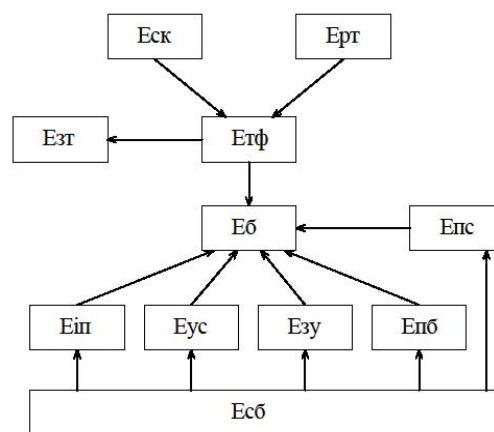 Еск Ерт
Езт Етф
Еб Епс
Еіп Еус Езу Епб
Есб